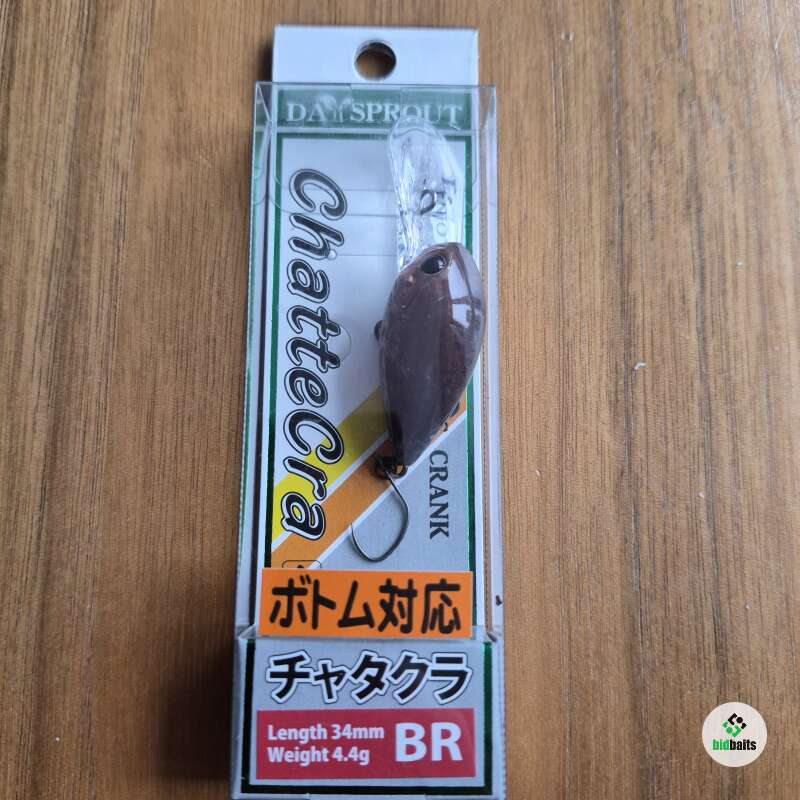 DAYSPROUT
ChatteCra
CRANK
ボトム対応
チャタクラ
Length 34mm
Weight 4.4g
BR
bidbaits